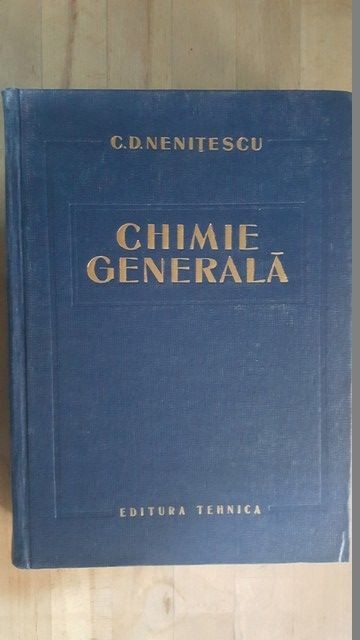 C.D.NENIȚESCU
CHIMIE
GENERALĂ
EDITURA TEHNICA